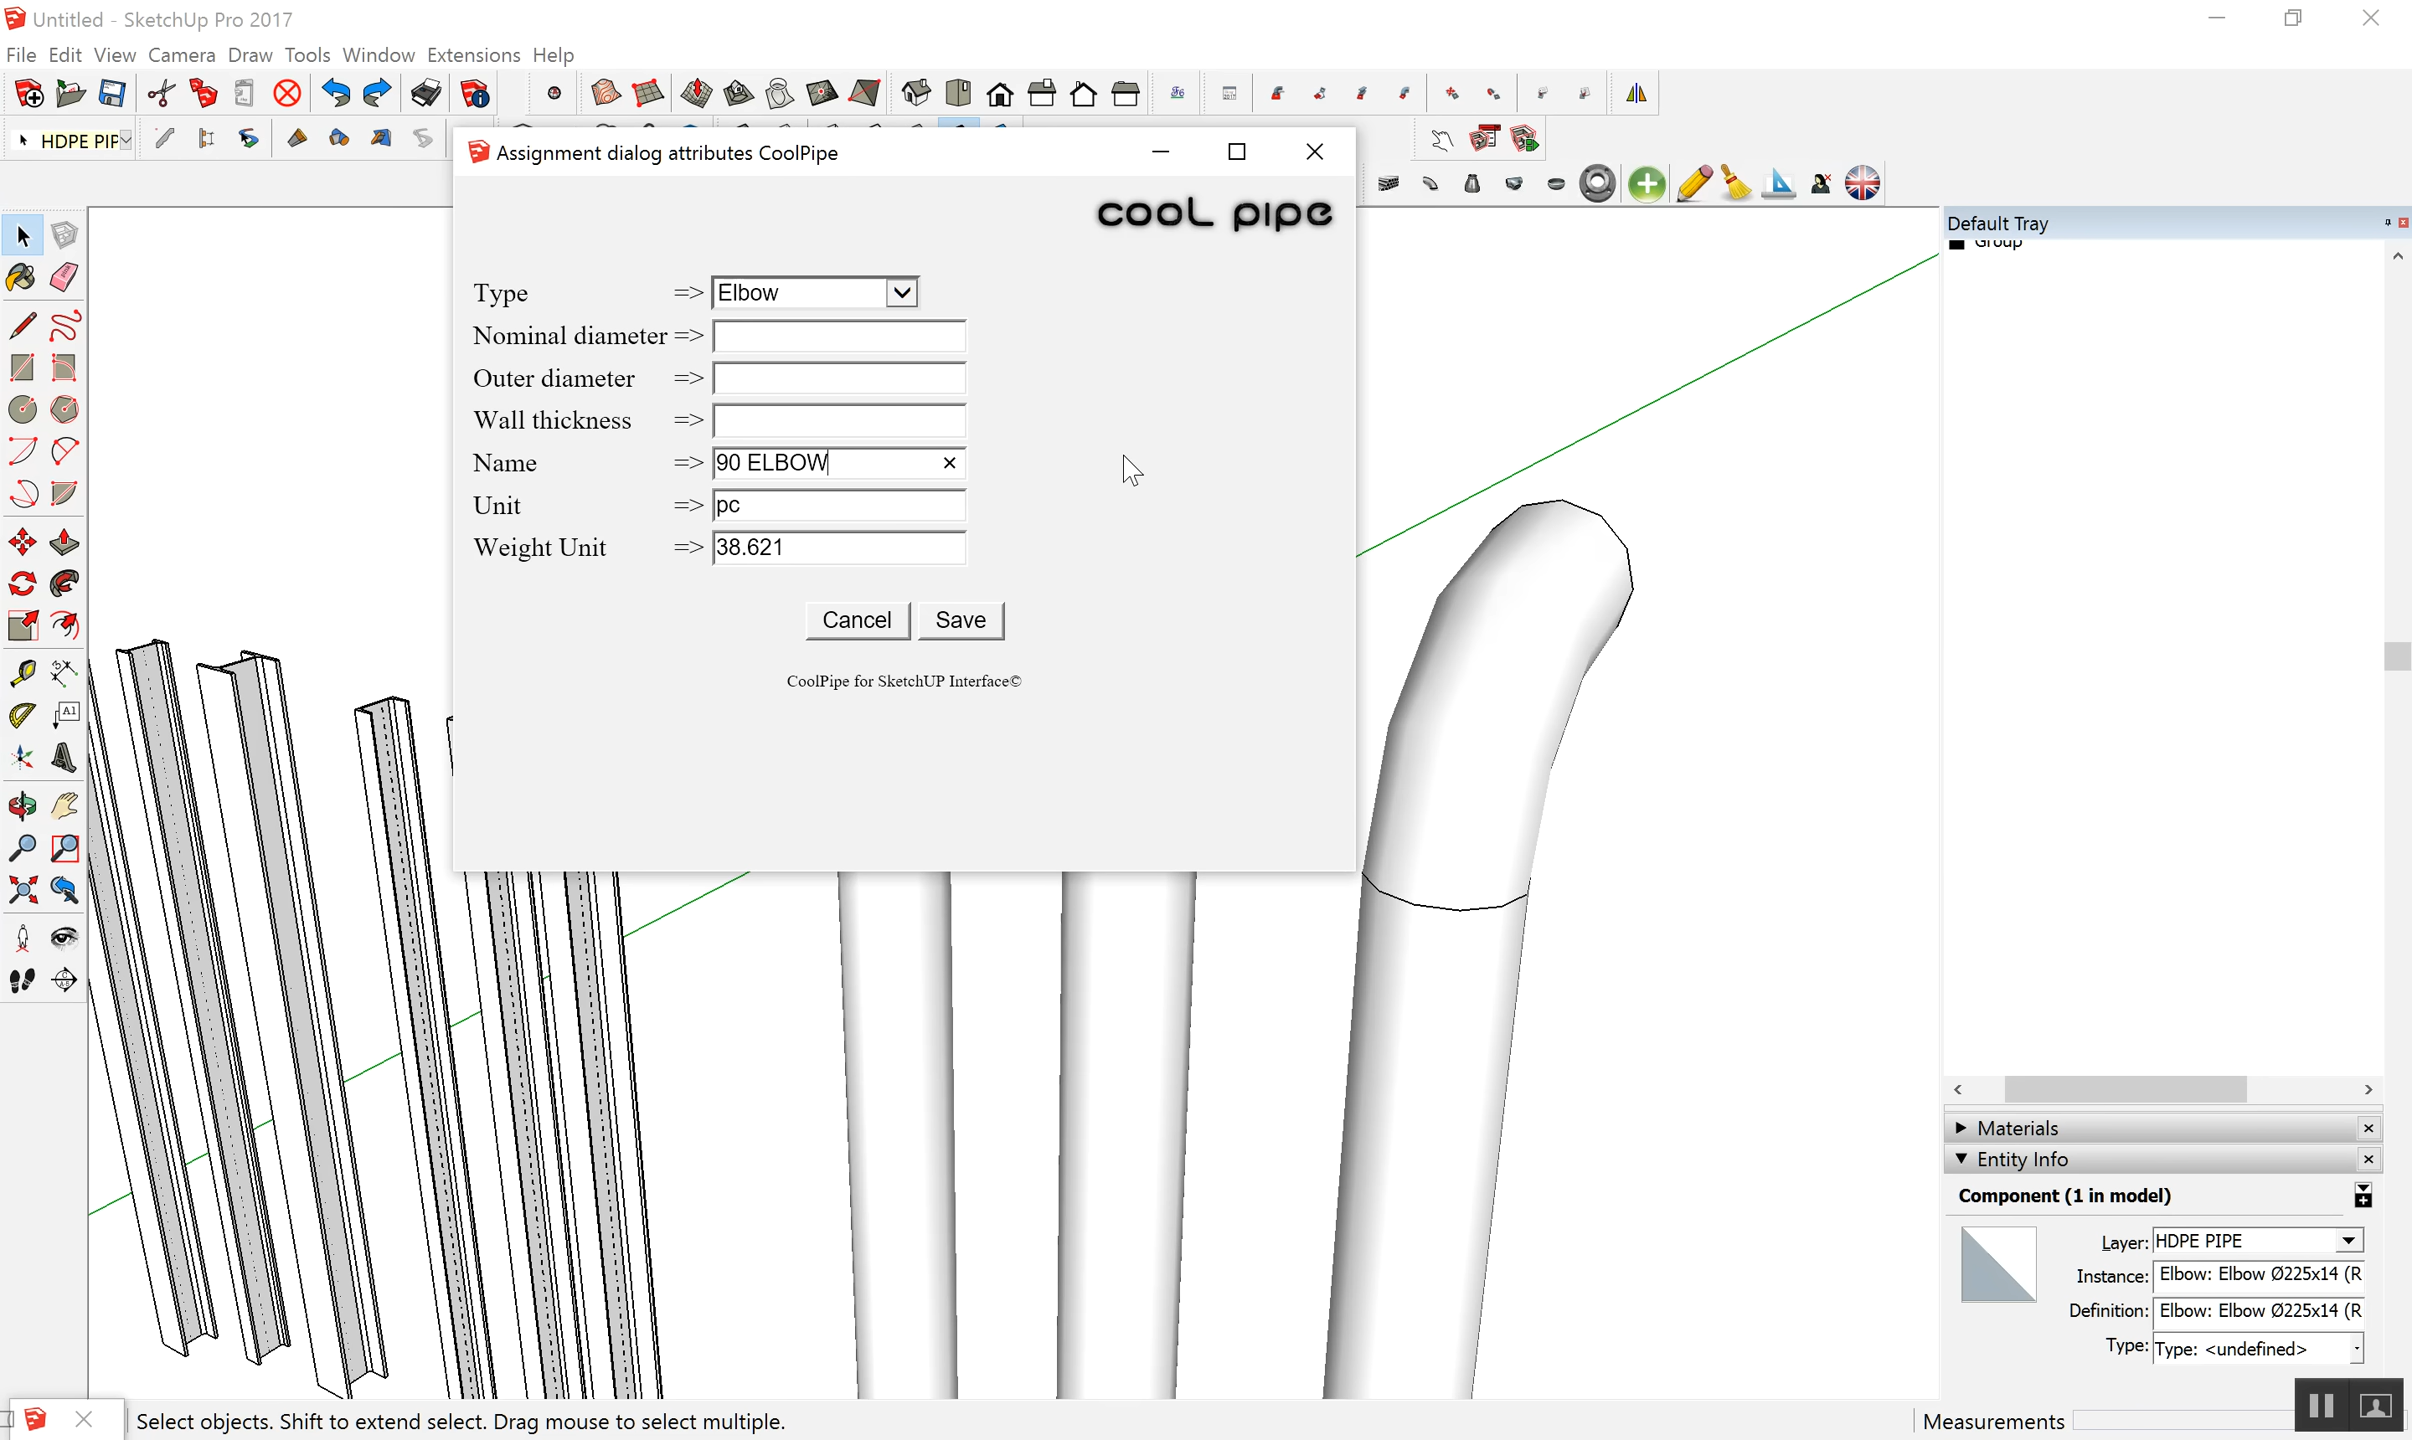 Untitled - SketchUp Pro 2017
File Edit View Camera Draw Tools Window Extensions Help
HDPE PIP
Assignment dialog attributes CoolPipe
cool pipe
Type => Elbow
Nominal diameter =>
Outer diameter =>
Wall thickness =>
Name => 90 ELBOW
Unit => pc
Weight Unit => 38.621
Cancel Save
CoolPipe for SketchUP Interface©
Default Tray
Group
Materials
Entity Info
Component (1 in model)
Layer: HDPE PIPE
Instance: Elbow: Elbow Ø225x14 (R
Definition: Elbow: Elbow Ø225x14 (R
Type: Type: <undefined>
Select objects. Shift to extend select. Drag mouse to select multiple.
Measurements